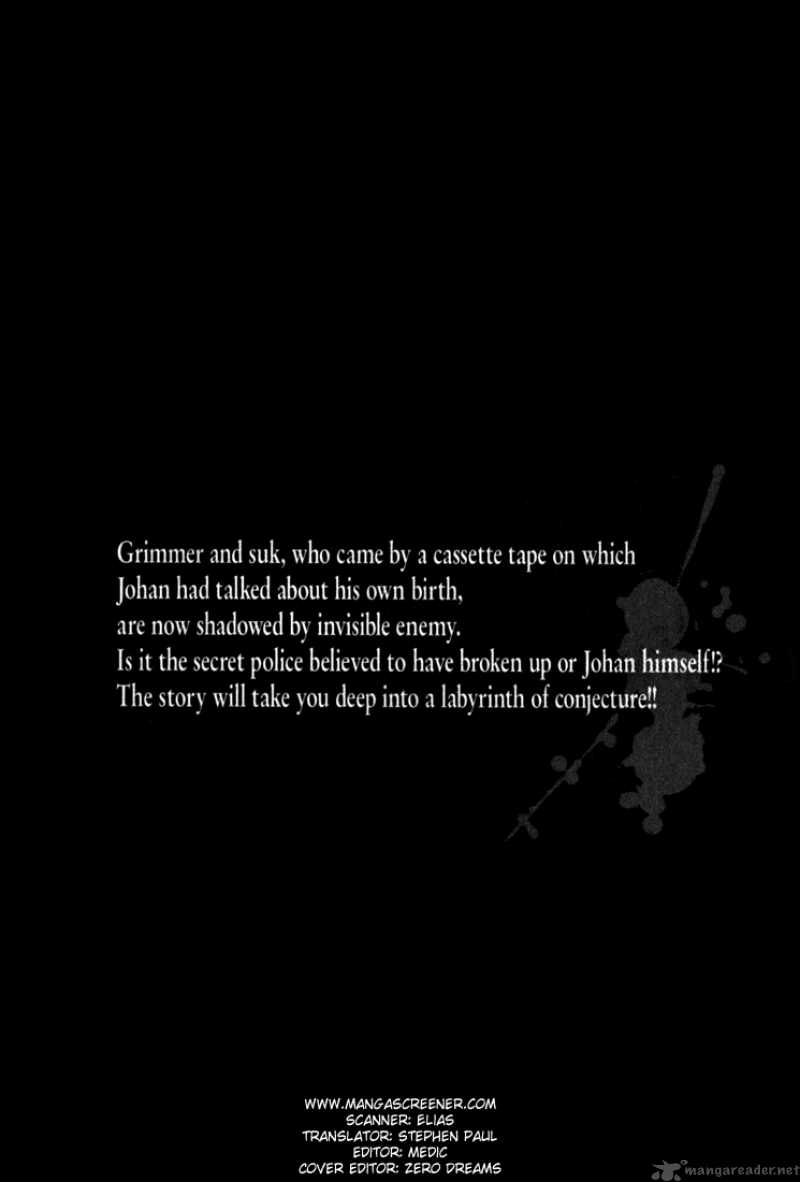 Grimmer and suk, who came by a cassette tape on which
Johan had talked about his own birth,
are now shadowed by invisible enemy.
Is it the secret police believed to have broken up or Johan himself!?
The story will take you deep into a labyrinth of conjecture!!
WWW.MANGASCREENER.COM
SCANNER: ELIAS
TRANSLATOR: STEPHEN PAUL
EDITOR: MEDIC
COVER EDITOR: ZERO DREAMS
mangareader.net